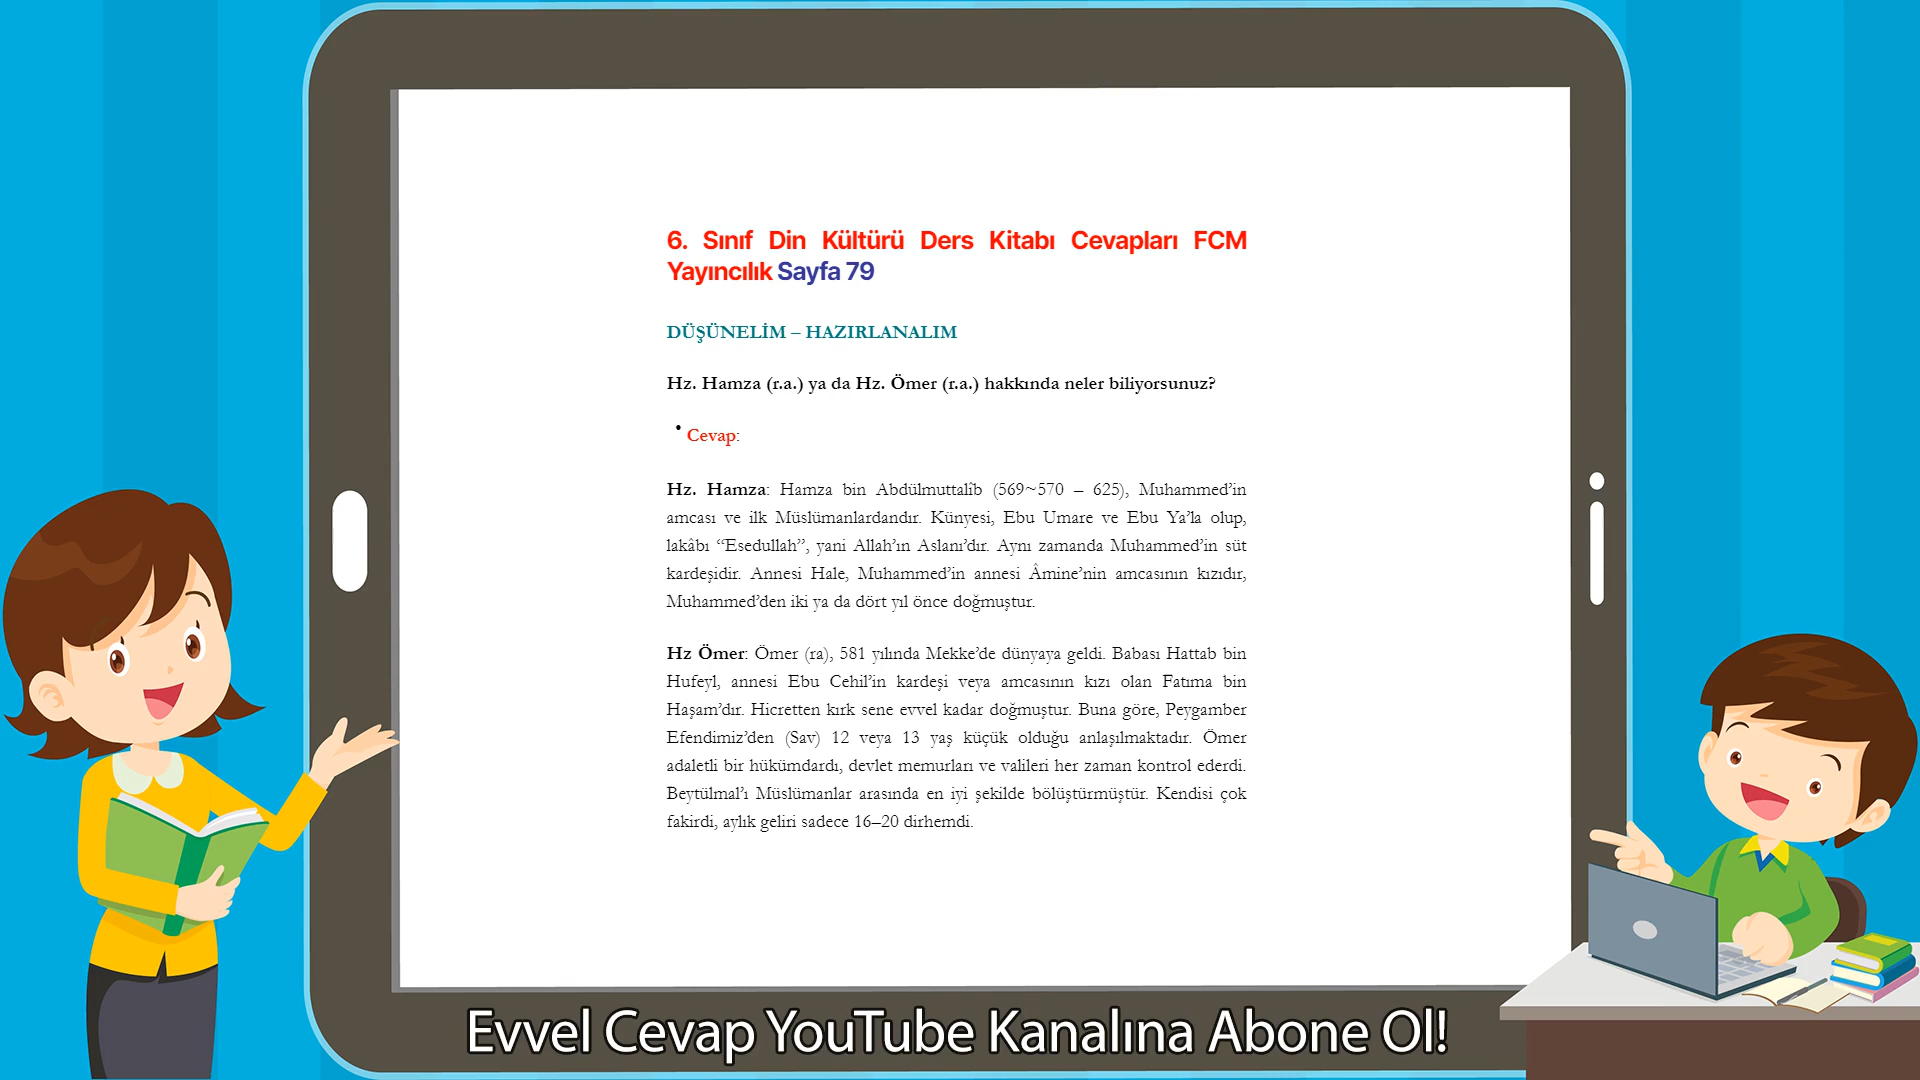 6. Sınıf Din Kültürü Ders Kitabı Cevapları FCM
Yayıncılık Sayfa 79
DÜŞÜNELİM – HAZIRLANALIM
Hz. Hamza (r.a.) ya da Hz. Ömer (r.a.) hakkında neler biliyorsunuz?
• Cevap:
Hz. Hamza: Hamza bin Abdülmuttalîb (569~570 – 625), Muhammed’in
amcası ve ilk Müslümanlardandır. Künyesi, Ebu Umare ve Ebu Ya’la olup,
lakâbı “Esedullah”, yani Allah’ın Aslanı’dır. Aynı zamanda Muhammed’in süt
kardeşidir. Annesi Hale, Muhammed’in annesi Âmine’nin amcasının kızıdır,
Muhammed’den iki ya da dört yıl önce doğmuştur.
Hz Ömer: Ömer (ra), 581 yılında Mekke’de dünyaya geldi. Babası Hattab bin
Hufeyl, annesi Ebu Cehil’in kardeşi veya amcasının kızı olan Fatıma bin
Haşam’dır. Hicretten kırk sene evvel kadar doğmuştur. Buna göre, Peygamber
Efendimiz’den (Sav) 12 veya 13 yaş küçük olduğu anlaşılmaktadır. Ömer
adaletli bir hükümdardı, devlet memurları ve valileri her zaman kontrol ederdi.
Beytülmal’ı Müslümanlar arasında en iyi şekilde bölüştürmüştür. Kendisi çok
fakirdi, aylık geliri sadece 16–20 dirhemdi.
Evvel Cevap YouTube Kanalına Abone Ol!